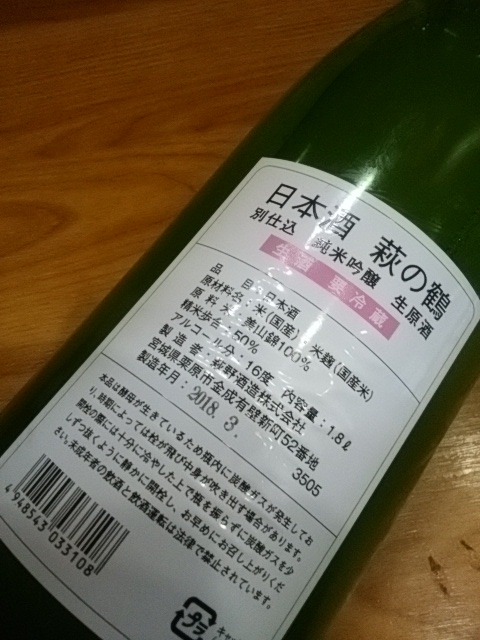 日本酒 萩の鶴
別仕込 純米吟醸 生原酒
生酒 要冷蔵
品 目：日本酒
原材料名：米(国産)・米麹(国産米)
原料米：美山錦100%
精米歩合：50%
アルコール分：16度 内容量：1.8ℓ
製造者：萩野酒造株式会社
宮城県栗原市金成有壁新町52番地
製造年月：2018.3. 3505
本品は酵母が生きているため瓶内に炭酸ガスが発生してお
り、時期によっては栓が飛び中身が吹き出す場合があります。
開栓の際には十分に冷やした上で瓶を振らずに炭酸ガスを少
しずつ抜くように静かに開栓し、お早めにお召し上がりくだ
さい。未成年者の飲酒と飲酒運転は法律で禁止されています。
4 948543 033108